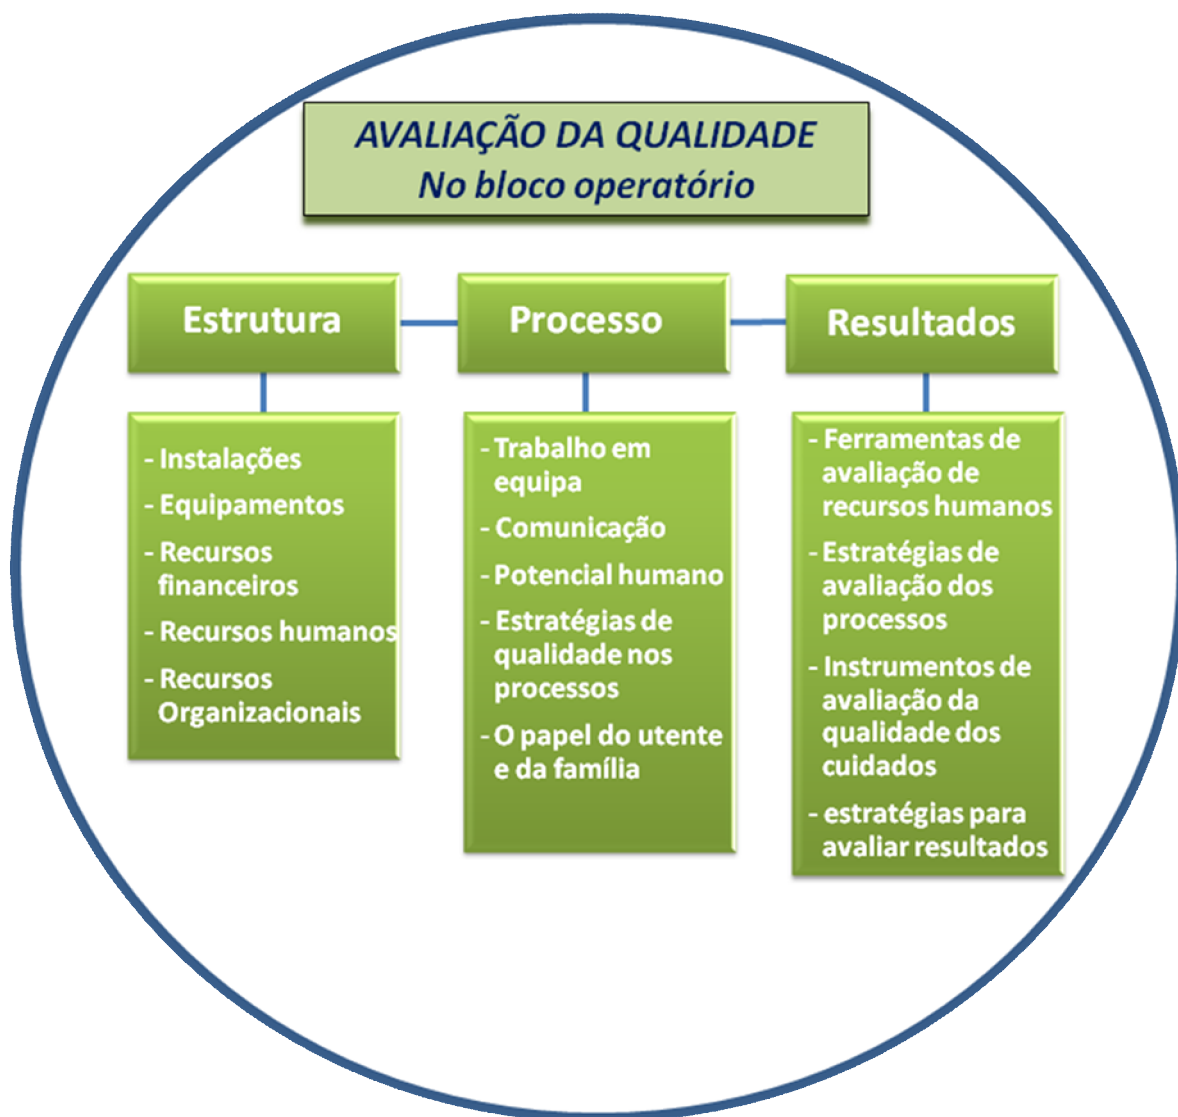 AVALIAÇÃO DA QUALIDADE
No bloco operatório
Estrutura
Processo
Resultados
- Instalações
- Equipamentos
- Recursos
financeiros
- Recursos humanos
- Recursos
Organizacionais
- Trabalho em
equipa
- Comunicação
- Potencial humano
- Estratégias de
qualidade nos
processos
- O papel do utente
e da família
- Ferramentas de
avaliação de
recursos humanos
- Estratégias de
avaliação dos
processos
- Instrumentos de
avaliação da
qualidade dos
cuidados
- estratégias para
avaliar resultados